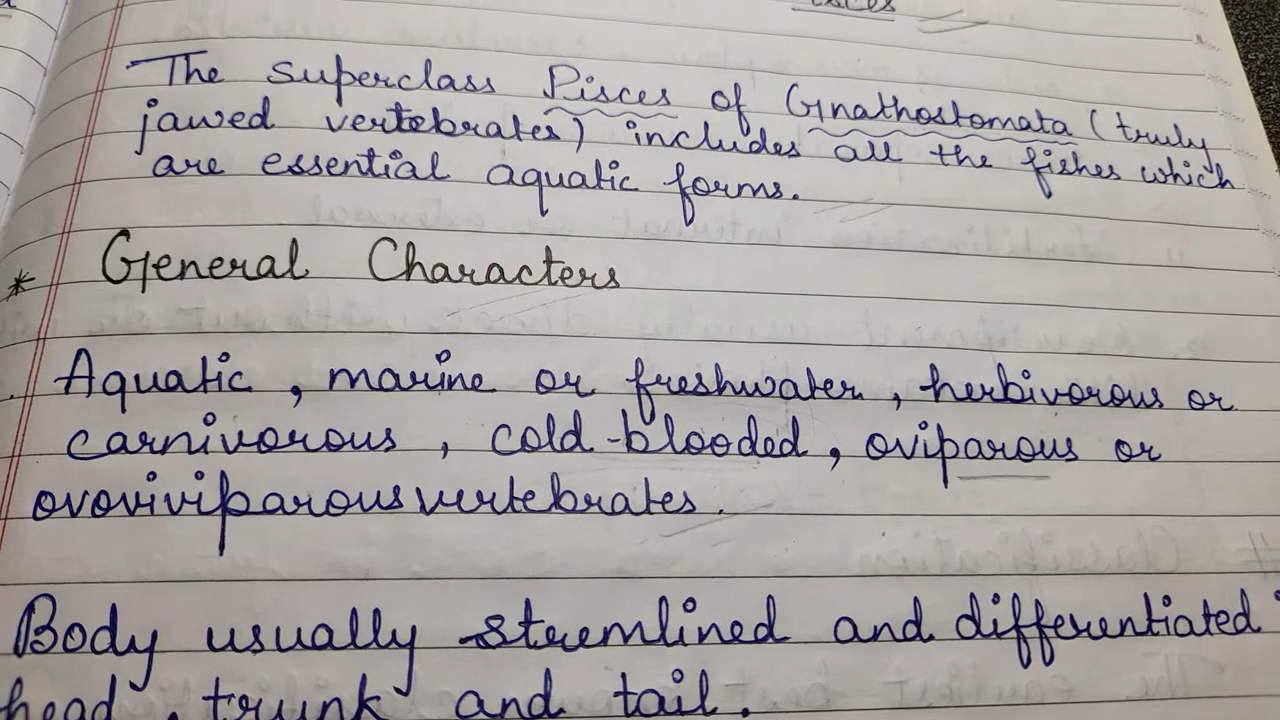 Pisces
The superclass Pisces of Gnathostomata (truly
jawed vertebrates) includes all the fishes which
are essential aquatic forms.
* General Characters
Aquatic, marine or freshwater, herbivorous or
carnivorous, cold-blooded, oviparous or
ovoviviparous vertebrates.
Body usually stremlined and differentiated
head, trunk and tail.